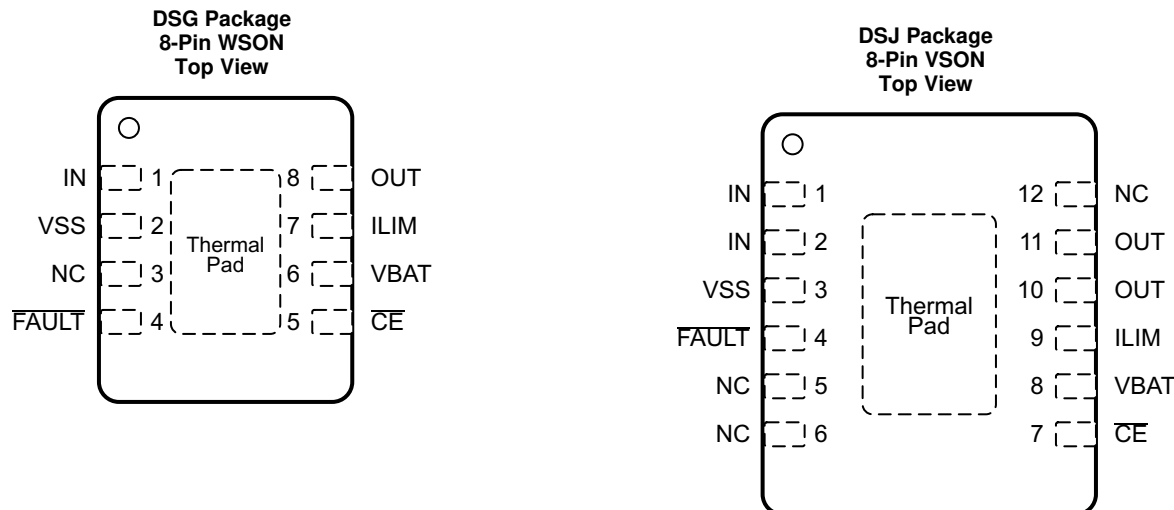 DSG Package
8-Pin WSON
Top View
IN 1 8 OUT
VSS 2 7 ILIM
NC 3 6 VBAT
FAULT 4 5 CE
Thermal
Pad
DSJ Package
8-Pin VSON
Top View
IN 1 12 NC
IN 2 11 OUT
VSS 3 10 OUT
FAULT 4 9 ILIM
NC 5 8 VBAT
NC 6 7 CE
Thermal
Pad